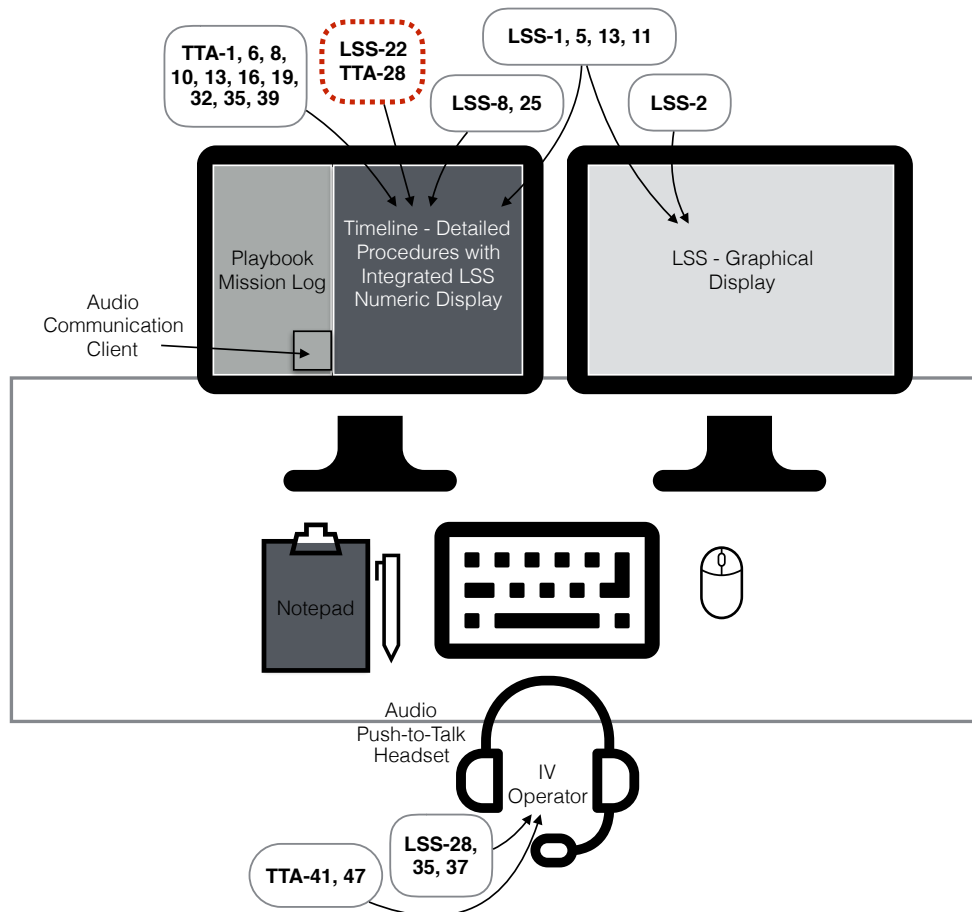 TTA-1, 6, 8,
10, 13, 16, 19,
32, 35, 39
LSS-22
TTA-28
LSS-8, 25
LSS-1, 5, 13, 11
LSS-2
Playbook
Mission Log
Timeline - Detailed
Procedures with
Integrated LSS
Numeric Display
LSS - Graphical
Display
Audio
Communication
Client
Notepad
Audio
Push-to-Talk
Headset
IV
Operator
LSS-28,
35, 37
TTA-41, 47